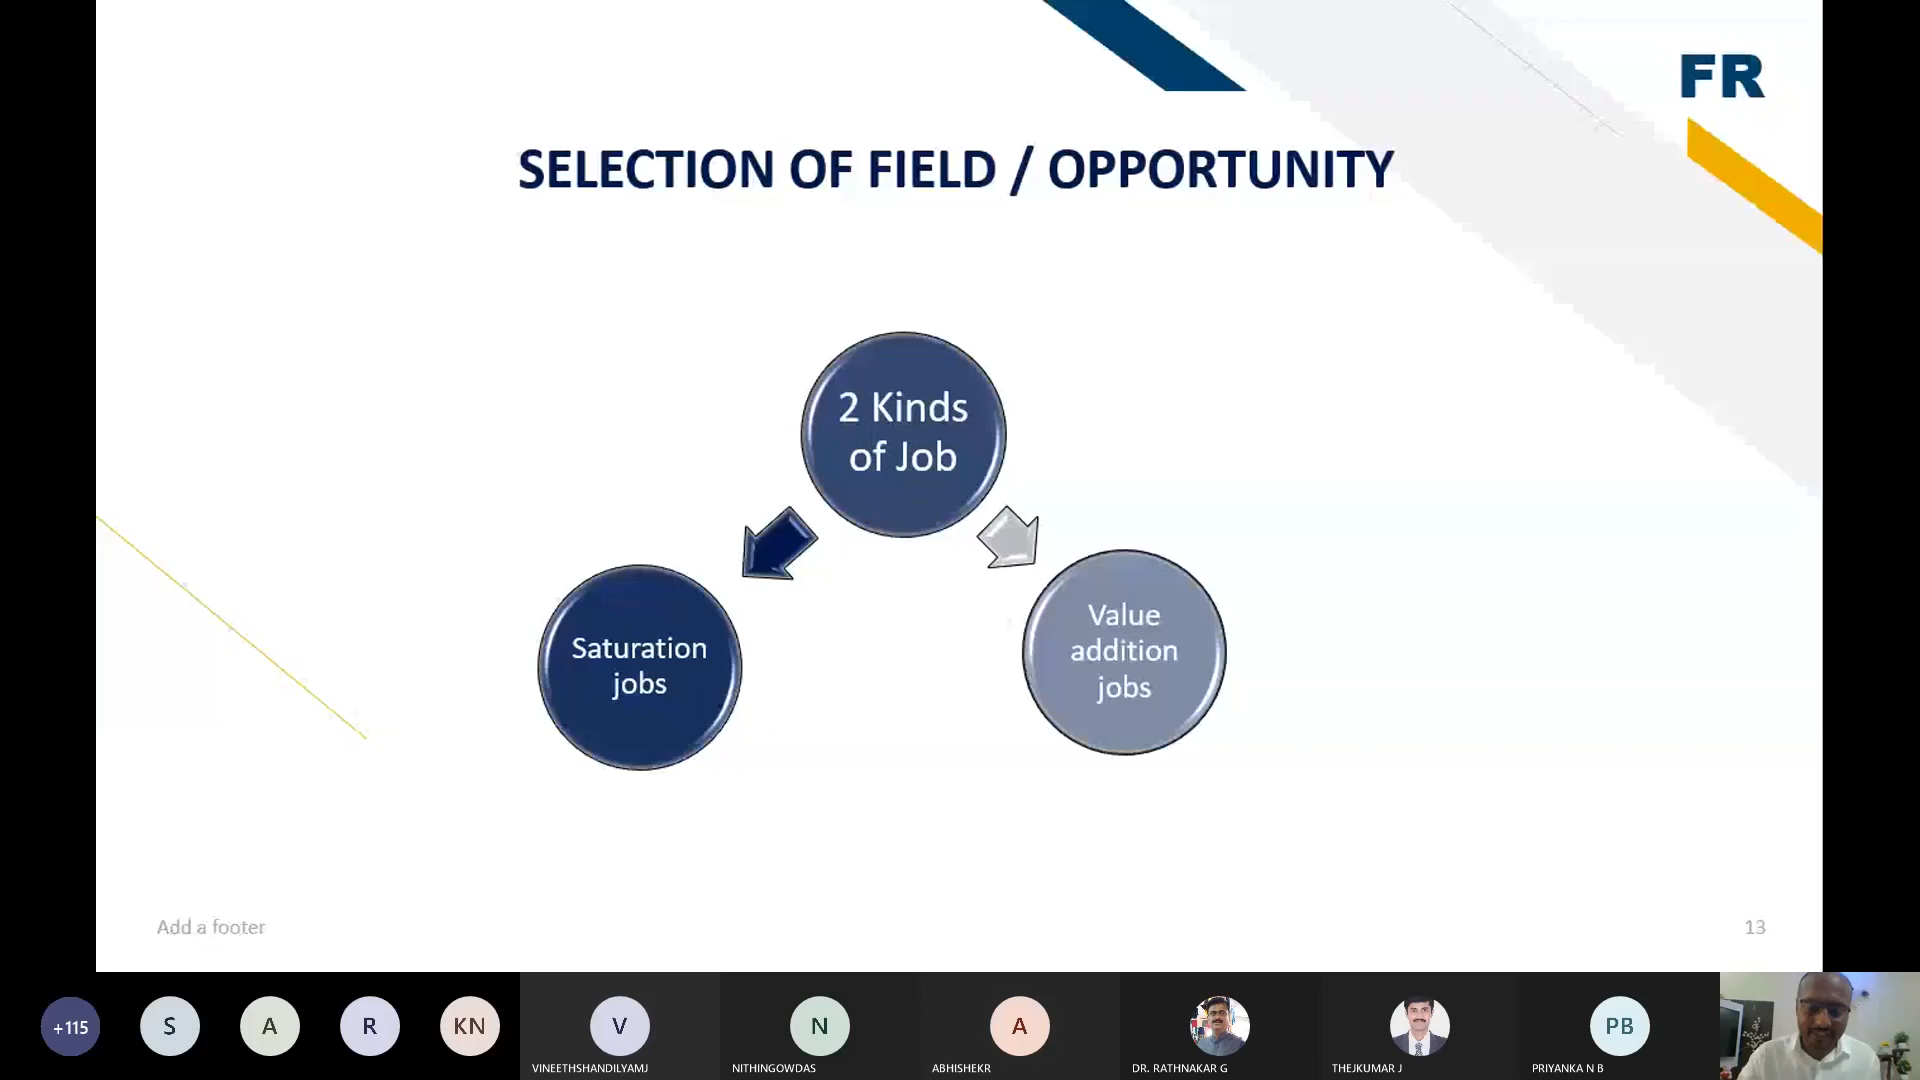 FR
SELECTION OF FIELD / OPPORTUNITY
2 Kinds
of Job
Saturation
jobs
Value
addition
jobs
Add a footer
13
+115
S
A
R
KN
V
N
A
PB
VINEETHSHANDILYAMJ
NITHINGOWDAS
ABHISHEKR
DR. RATHNAKAR G
THEJKUMAR J
PRIYANKA N B